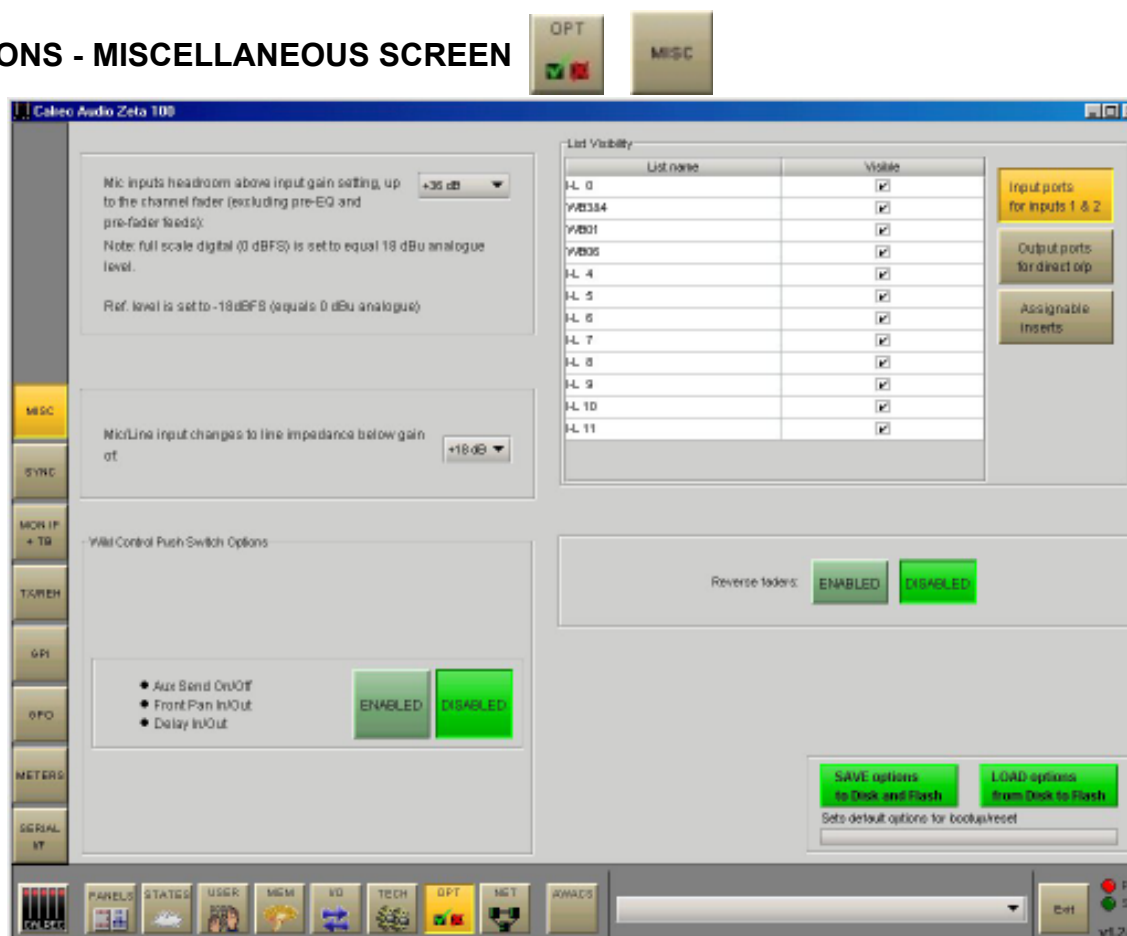 ONS - MISCELLANEOUS SCREEN
OPT
MISC
Calrec Audio Zeta 100
Mic inputs headroom above input gain setting, up
to the channel fader (excluding pre-EQ and
pre-fader feeds):
+36 dB
Note: full scale digital (0 dBFS) is set to equal 18 dBu analogue
level.
Ref. level is set to -18dBFS (equals 0 dBu analogue)
Mic/Line input changes to line impedance below gain
of:
+18 dB
Wild Control Push Switch Options
Aux Send On/Off
Front Pan In/Out
Delay In/Out
ENABLED
DISABLED
List Visibility
List name
Visible
I-L 0
WB384
WB01
WB06
I-L 4
I-L 5
I-L 6
I-L 7
I-L 8
I-L 9
I-L 10
I-L 11
Input ports
for inputs 1 & 2
Output ports
for direct o/p
Assignable
inserts
Reverse faders:
ENABLED
DISABLED
SAVE options
to Disk and Flash
LOAD options
from Disk to Flash
Sets default options for bootup/reset
MISC
SYNC
MON IP
+ TB
TX/REH
GPI
GPO
METERS
SERIAL
I/F
CALREC
PANELS
STATES
USER
MEM
I/O
TECH
OPT
NET
AWACS
Exit